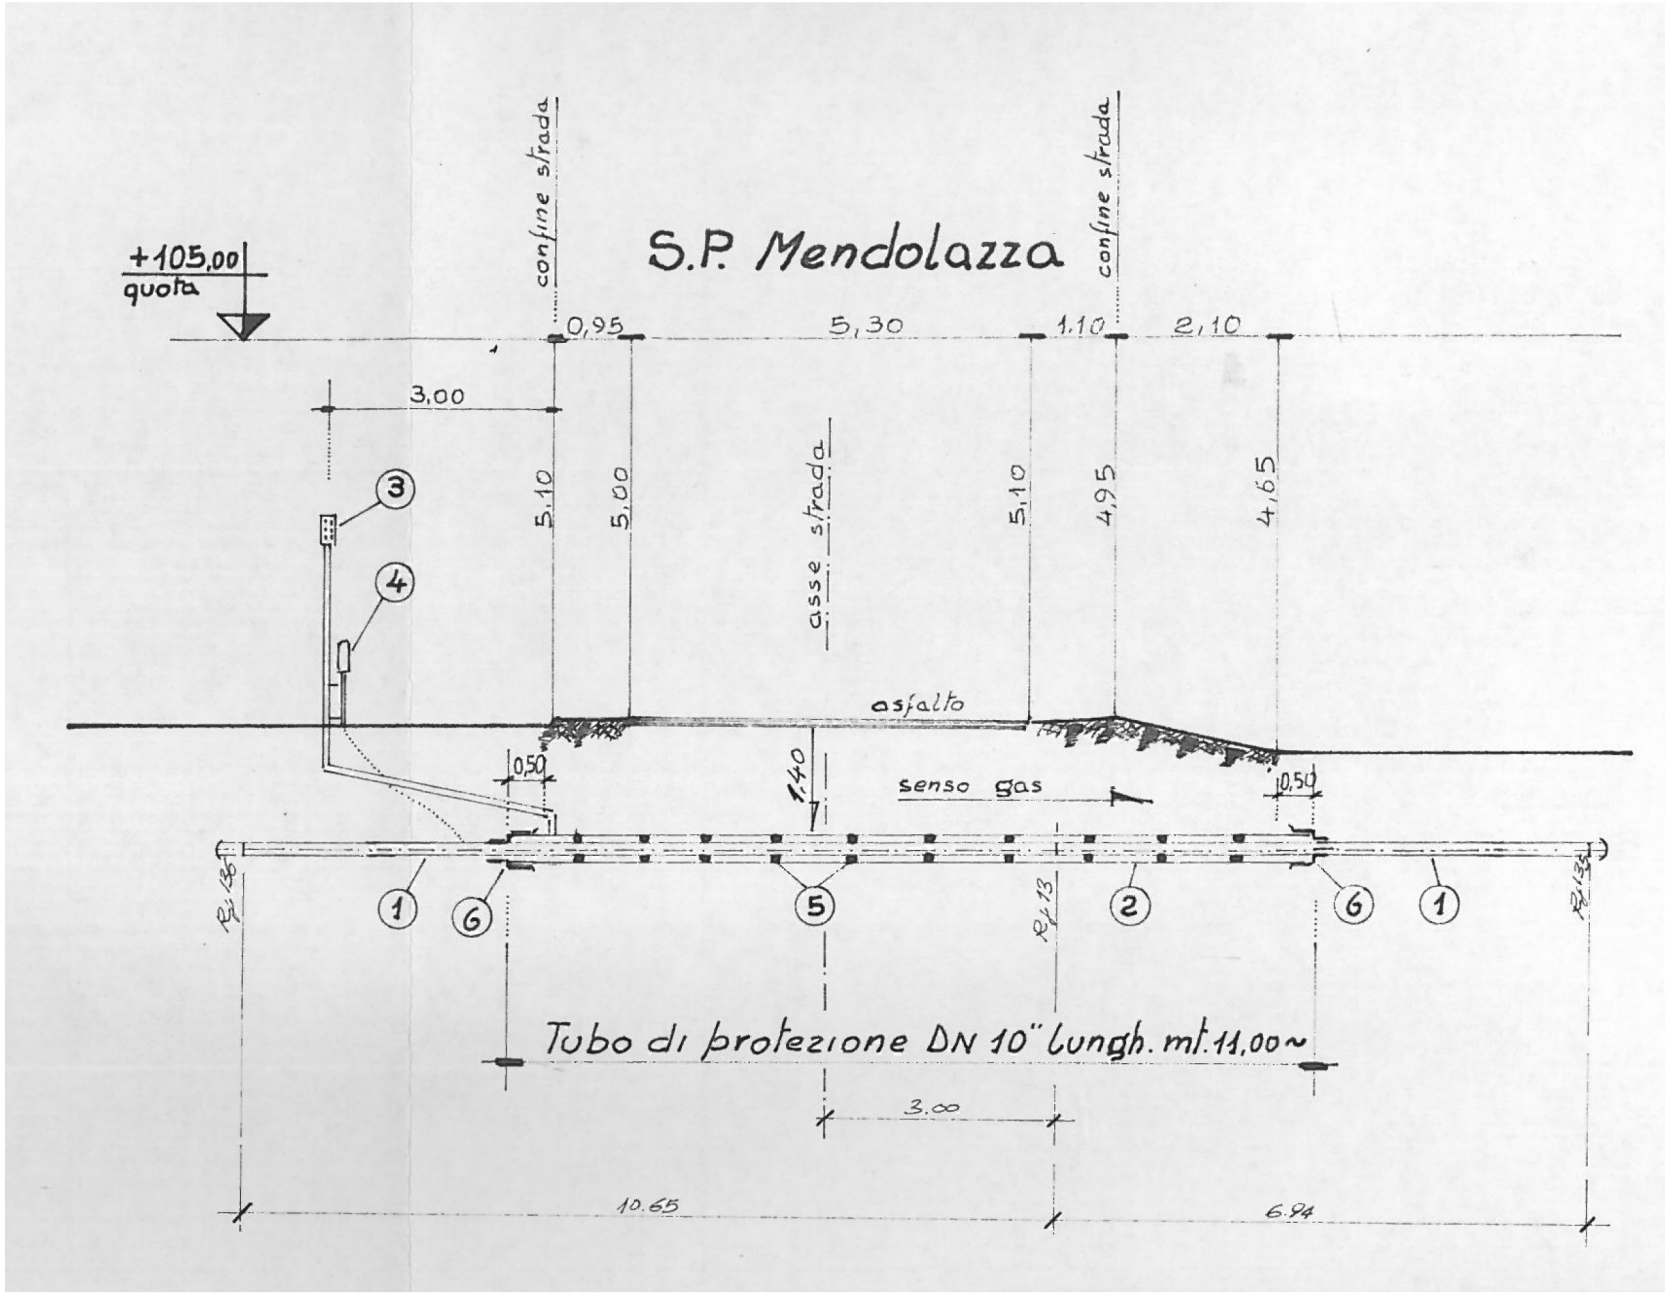 confine strada
confine strada
S.P. Mendolazza
+105,00
quota
0,95
5,30
1.10
2,10
3,00
3
5,10
5,00
asse strada
5,10
4,95
4,65
4
asfalto
0,50
1,40
senso gas
0,50
1
6
5
Rf 13
2
6
1
Tubo di protezione DN 10" lungh. mt. 11,00~
3.00
10.65
6.94